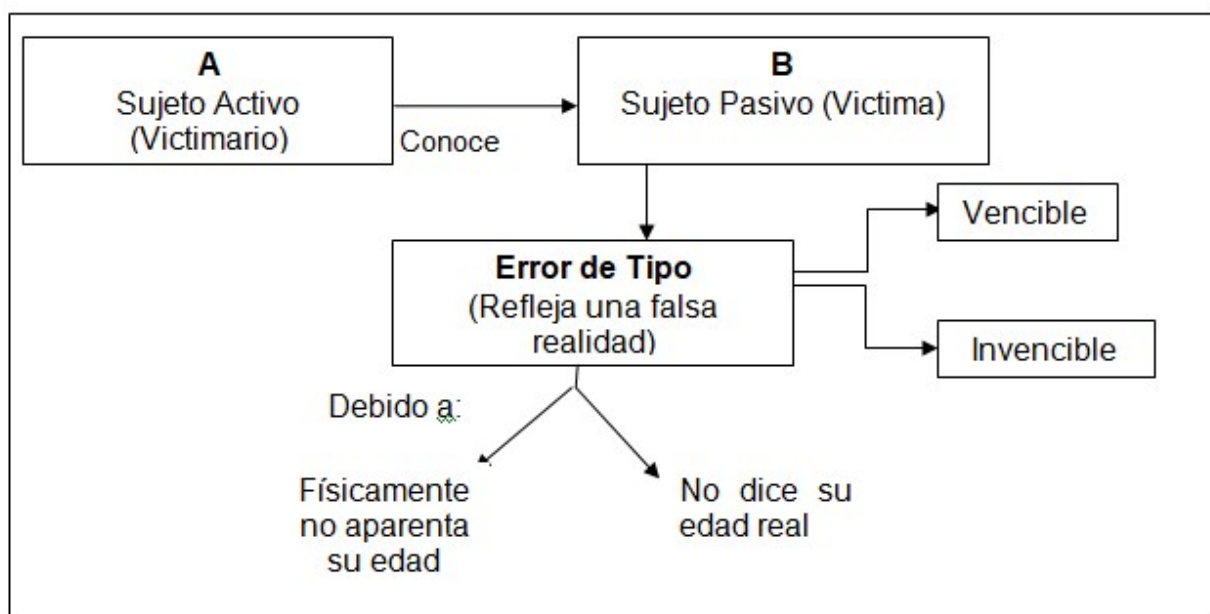 A
Sujeto Activo
(Victimario)
Conoce
B
Sujeto Pasivo (Victima)
Error de Tipo
(Refleja una falsa
realidad)
Vencible
Invencible
Debido a:
Físicamente
no aparenta
su edad
No dice su
edad real